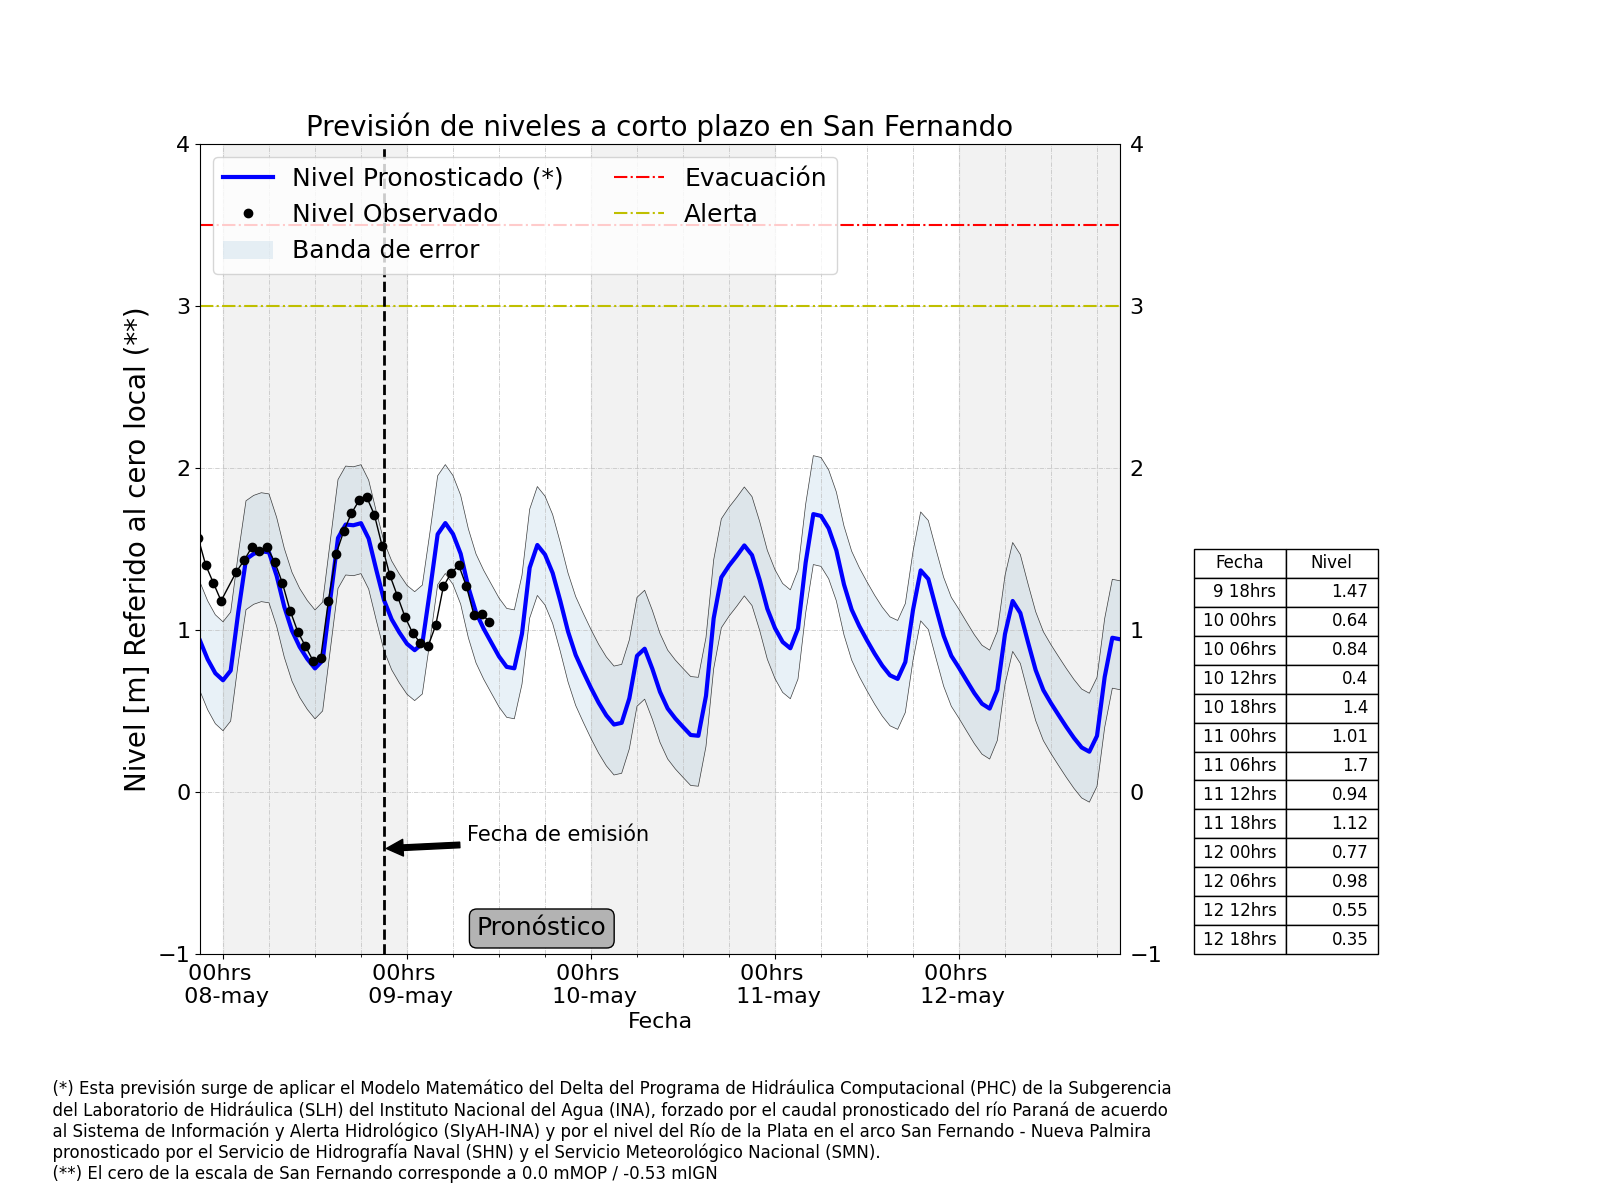 Previsión de niveles a corto plazo en San Fernando
4
3
2
1
0
−1
4
3
2
1
0
−1
Nivel [m] Referido al cero local (**)
Nivel Pronosticado (*)
Nivel Observado
Banda de error
Evacuación
Alerta
Fecha de emisión
Pronóstico
00hrs
08-may
00hrs
09-may
00hrs
10-may
00hrs
11-may
00hrs
12-may
Fecha
Fecha Nivel
9 18hrs 1.47
10 00hrs 0.64
10 06hrs 0.84
10 12hrs 0.4
10 18hrs 1.4
11 00hrs 1.01
11 06hrs 1.7
11 12hrs 0.94
11 18hrs 1.12
12 00hrs 0.77
12 06hrs 0.98
12 12hrs 0.55
12 18hrs 0.35
(*) Esta previsión surge de aplicar el Modelo Matemático del Delta del Programa de Hidráulica Computacional (PHC) de la Subgerencia
del Laboratorio de Hidráulica (SLH) del Instituto Nacional del Agua (INA), forzado por el caudal pronosticado del río Paraná de acuerdo
al Sistema de Información y Alerta Hidrológico (SIyAH-INA) y por el nivel del Río de la Plata en el arco San Fernando - Nueva Palmira
pronosticado por el Servicio de Hidrografía Naval (SHN) y el Servicio Meteorológico Nacional (SMN).
(**) El cero de la escala de San Fernando corresponde a 0.0 mMOP / -0.53 mIGN